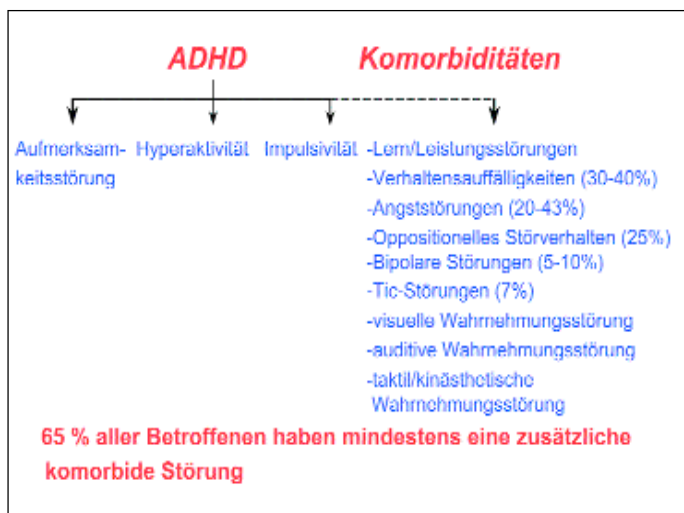 ADHD Komorbiditäten
Aufmerksam-
keitsstörung
Hyperaktivität
Impulsivität
-Lern/Leistungsstörungen
-Verhaltensauffälligkeiten (30-40%)
-Angststörungen (20-43%)
-Oppositionelles Störverhalten (25%)
-Bipolare Störungen (5-10%)
-Tic-Störungen (7%)
-visuelle Wahrnehmungsstörung
-auditive Wahrnehmungsstörung
-taktil/kinästhetische
Wahrnehmungsstörung
65 % aller Betroffenen haben mindestens eine zusätzliche
komorbide Störung